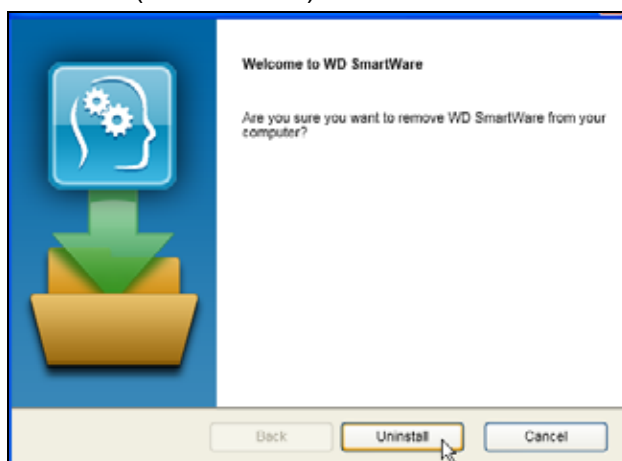 Welcome to WD SmartWare
Are you sure you want to remove WD SmartWare from your
computer?
Back
Uninstall
Cancel